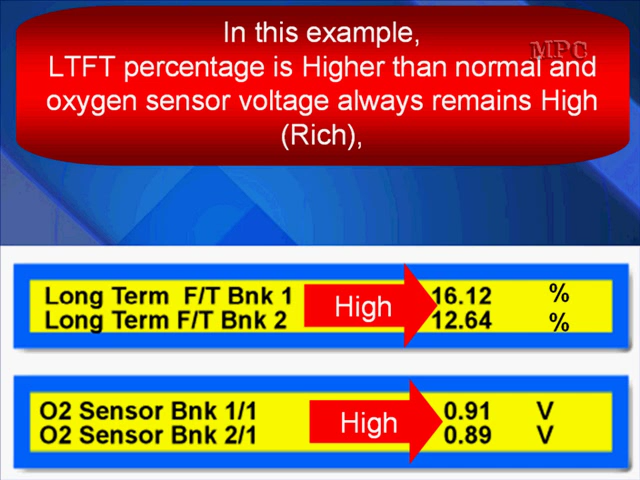 In this example,
MPC
LTFT percentage is Higher than normal and
oxygen sensor voltage always remains High
(Rich),
Long Term F/T Bnk 1 High 16.12 %
Long Term F/T Bnk 2 12.64 %
O2 Sensor Bnk 1/1 High 0.91 V
O2 Sensor Bnk 2/1 0.89 V